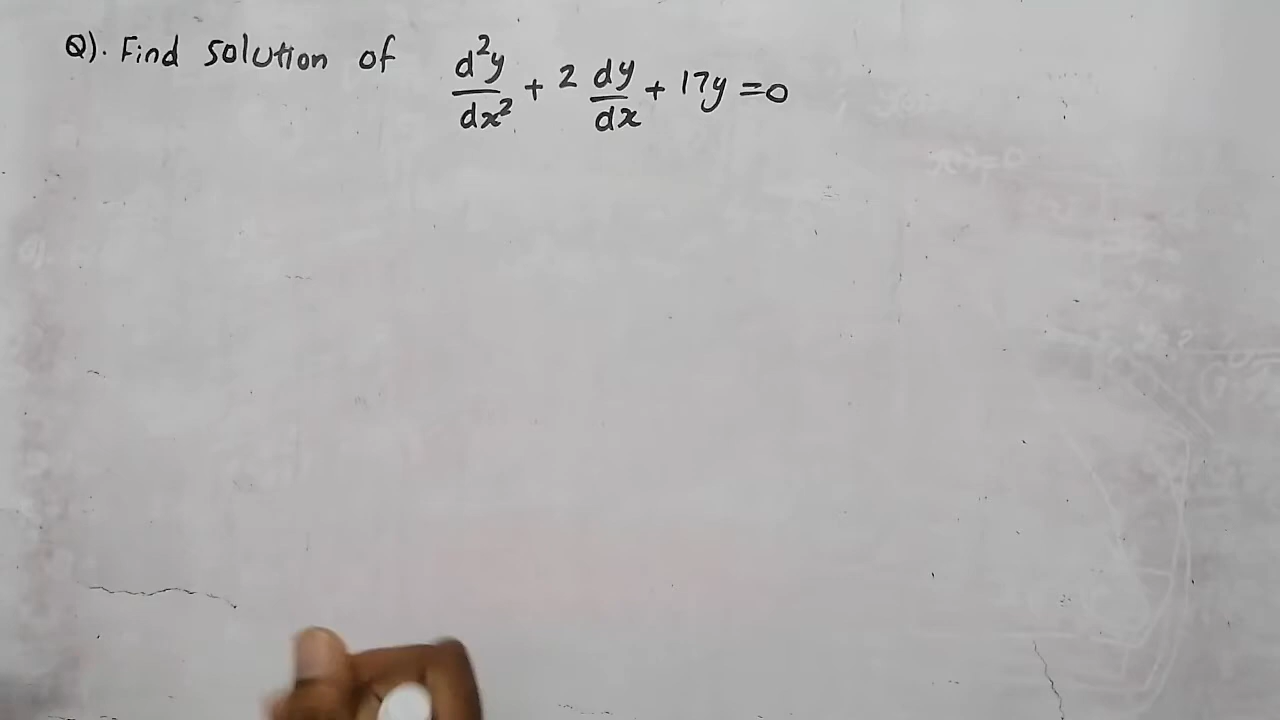 Q). Find solution of d²y/dx² + 2 dy/dx + 17y = 0